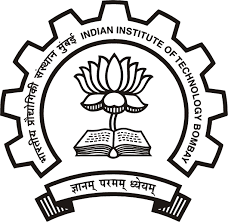 भारतीय प्रौद्योगिकी संस्थान मुंबई
INDIAN INSTITUTE OF TECHNOLOGY BOMBAY
ज्ञानम् परमम् ध्येयम्